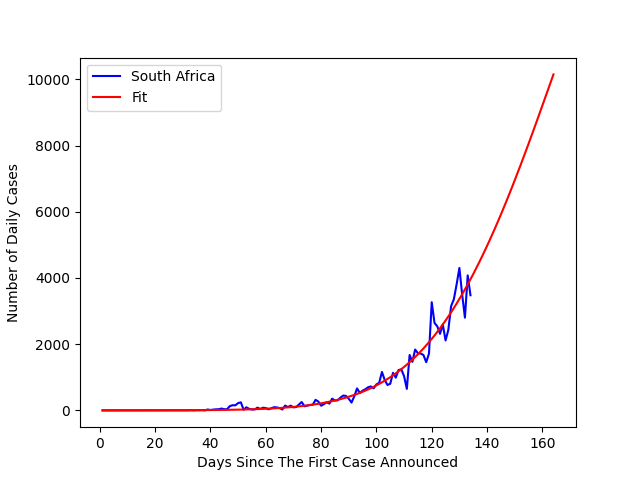 South Africa
Fit
10000
8000
6000
4000
2000
0
Number of Daily Cases
0 20 40 60 80 100 120 140 160
Days Since The First Case Announced